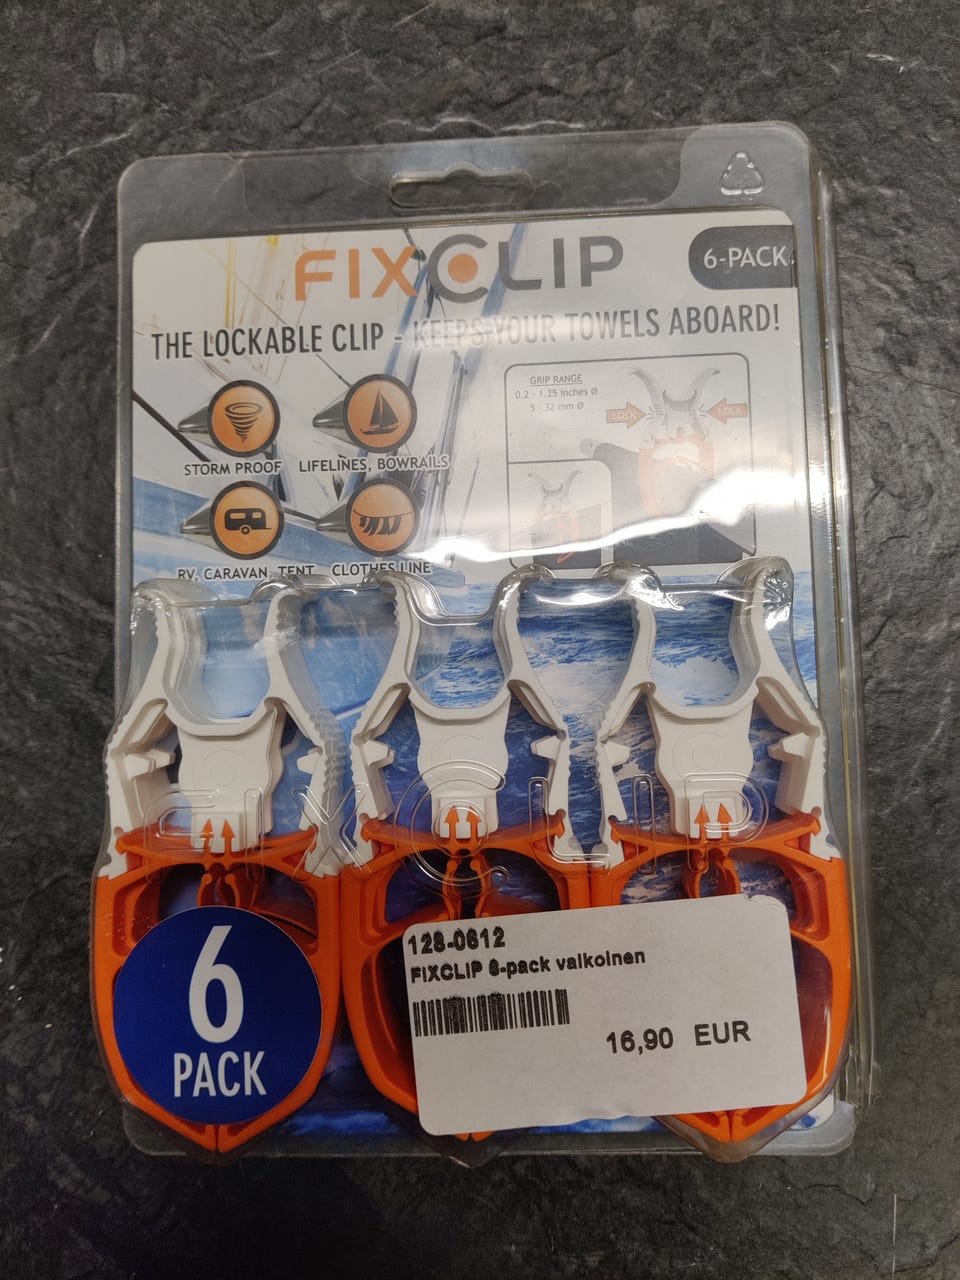 FIXCLIP
6-PACK
THE LOCKABLE CLIP - KEEPS YOUR TOWELS ABOARD!
GRIP RANGE
0.2 - 1.25 inches Ø
5 - 32 mm Ø
LOCK LOCK
STORM PROOF LIFELINES, BOWRAILS
RV, CARAVAN, TENT CLOTHES LINE
FIXCLIP
6
PACK
128-0612
FIXCLIP 6-pack valkoinen
16,90 EUR